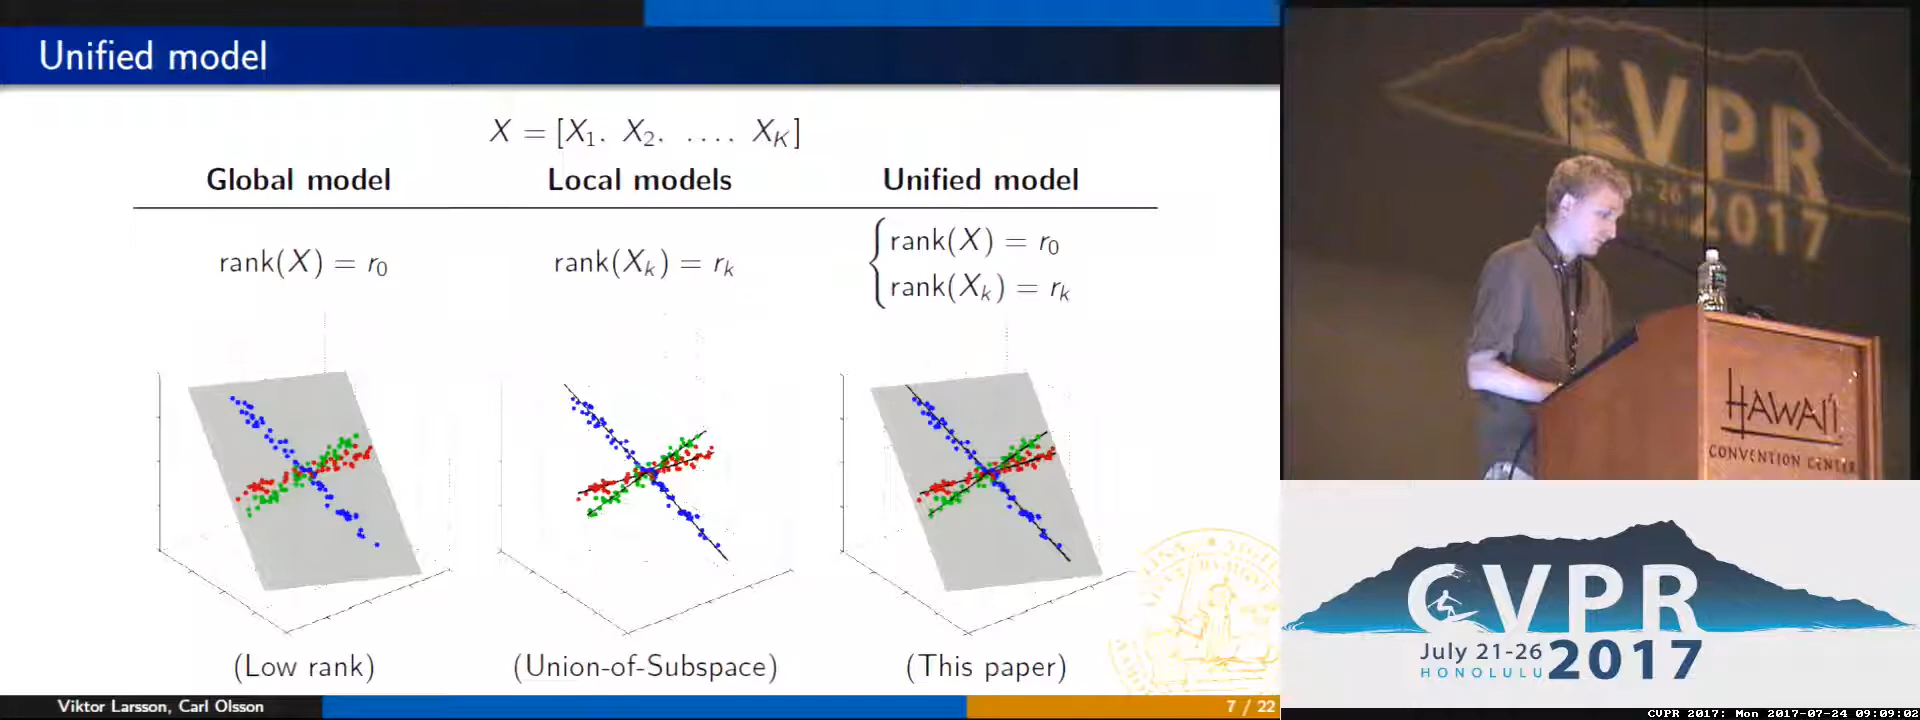 Unified model
X = [X₁, X₂, ...., X_K]
Global model
Local models
Unified model
rank(X) = r₀
rank(X_k) = r_k
rank(X) = r₀
rank(X_k) = r_k
(Low rank)
(Union-of-Subspace)
(This paper)
Viktor Larsson, Carl Olsson
7 / 22
CVPR
2017
HAWAI'I
CONVENTION CENTER
CVPR
July 21-26
HONOLULU
2017
CVPR 2017: Mon 2017-07-24 09:09:02